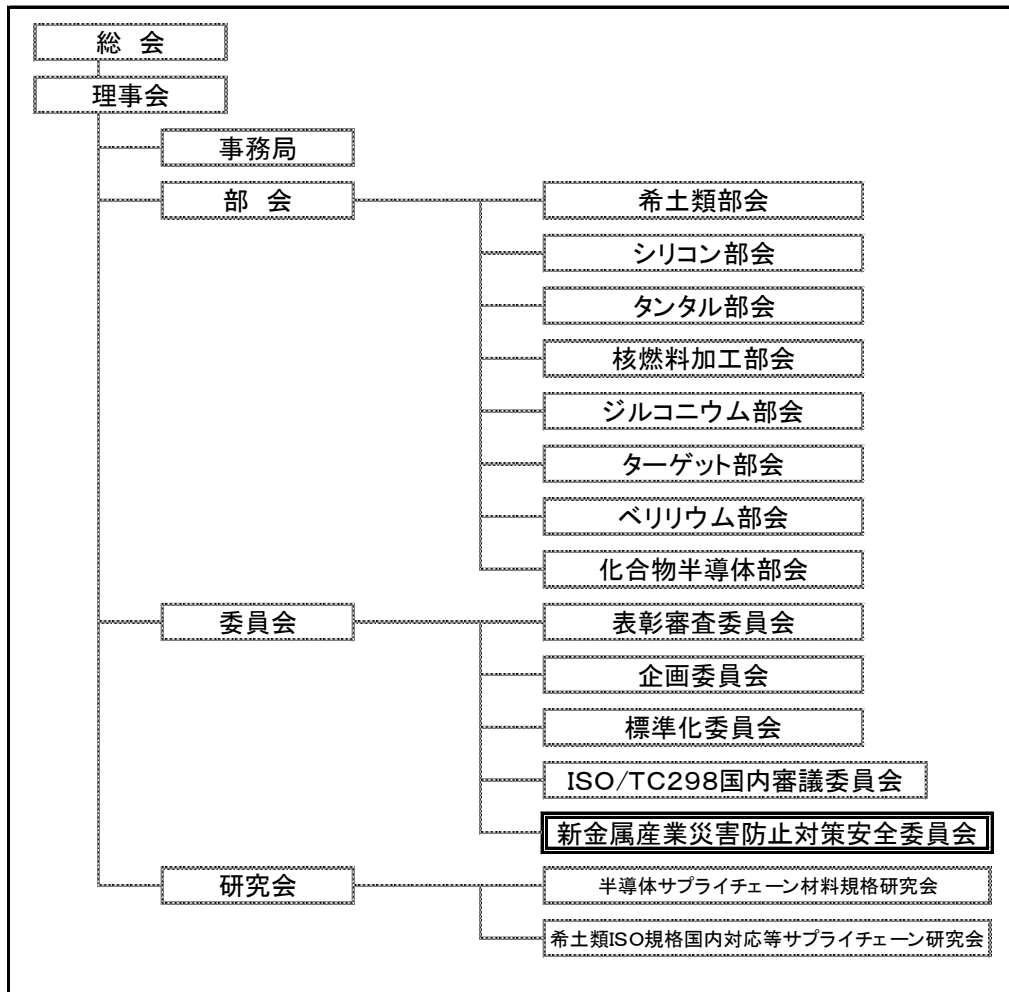 総 会
理事会
事務局
部 会
希土類部会
シリコン部会
タンタル部会
核燃料加工部会
ジルコニウム部会
ターゲット部会
ベリリウム部会
化合物半導体部会
委員会
表彰審査委員会
企画委員会
標準化委員会
ISO/TC298国内審議委員会
新金属産業災害防止対策安全委員会
研究会
半導体サプライチェーン材料規格研究会
希土類ISO規格国内対応等サプライチェーン研究会